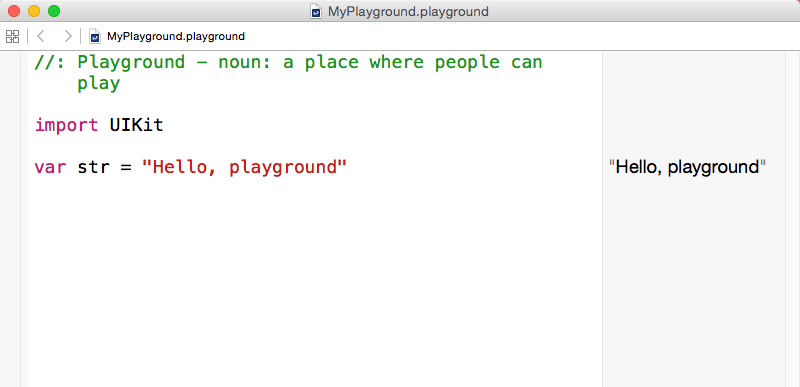 MyPlayground.playground
MyPlayground.playground
//: Playground – noun: a place where people can
play
import UIKit
var str = "Hello, playground"
"Hello, playground"